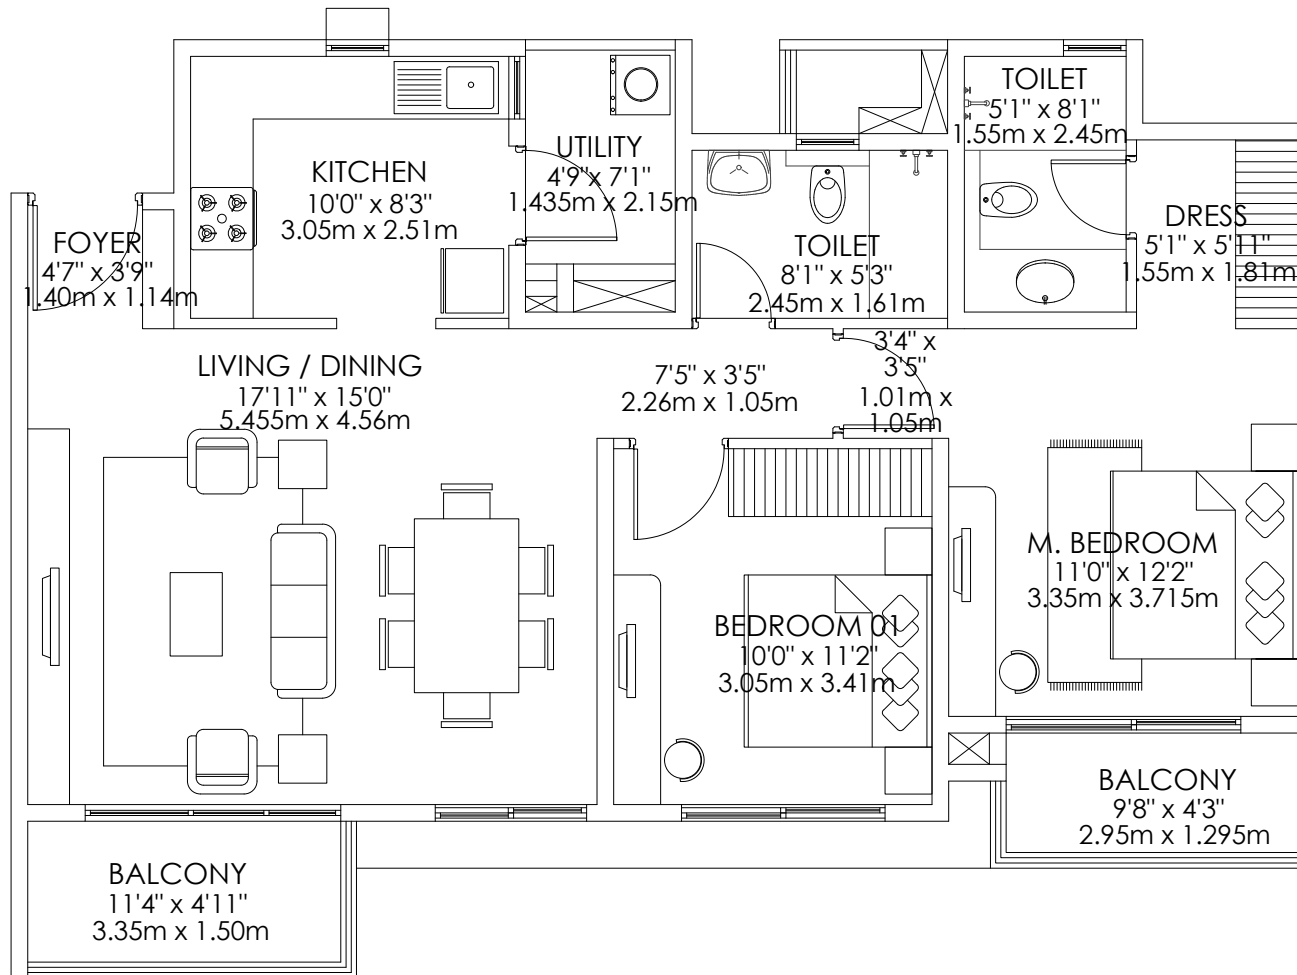 TOILET
5'1" x 8'1"
1.55m x 2.45m
UTILITY
4'9"x 7'1"
1.435m x 2.15m
KITCHEN
10'0" x 8'3"
3.05m x 2.51m
FOYER
4'7" x 3'9"
1.40m x 1.14m
TOILET
8'1" x 5'3"
2.45m x 1.61m
DRESS
5'1" x 5'11"
1.55m x 1.81m
LIVING / DINING
17'11" x 15'0"
5.455m x 4.56m
7'5" x 3'5"
2.26m x 1.05m
3'4" x
3'5"
1.01m x
1.05m
M. BEDROOM
11'0" x 12'2"
3.35m x 3.715m
BEDROOM 01
10'0" x 11'2"
3.05m x 3.41m
BALCONY
9'8" x 4'3"
2.95m x 1.295m
BALCONY
11'4" x 4'11"
3.35m x 1.50m